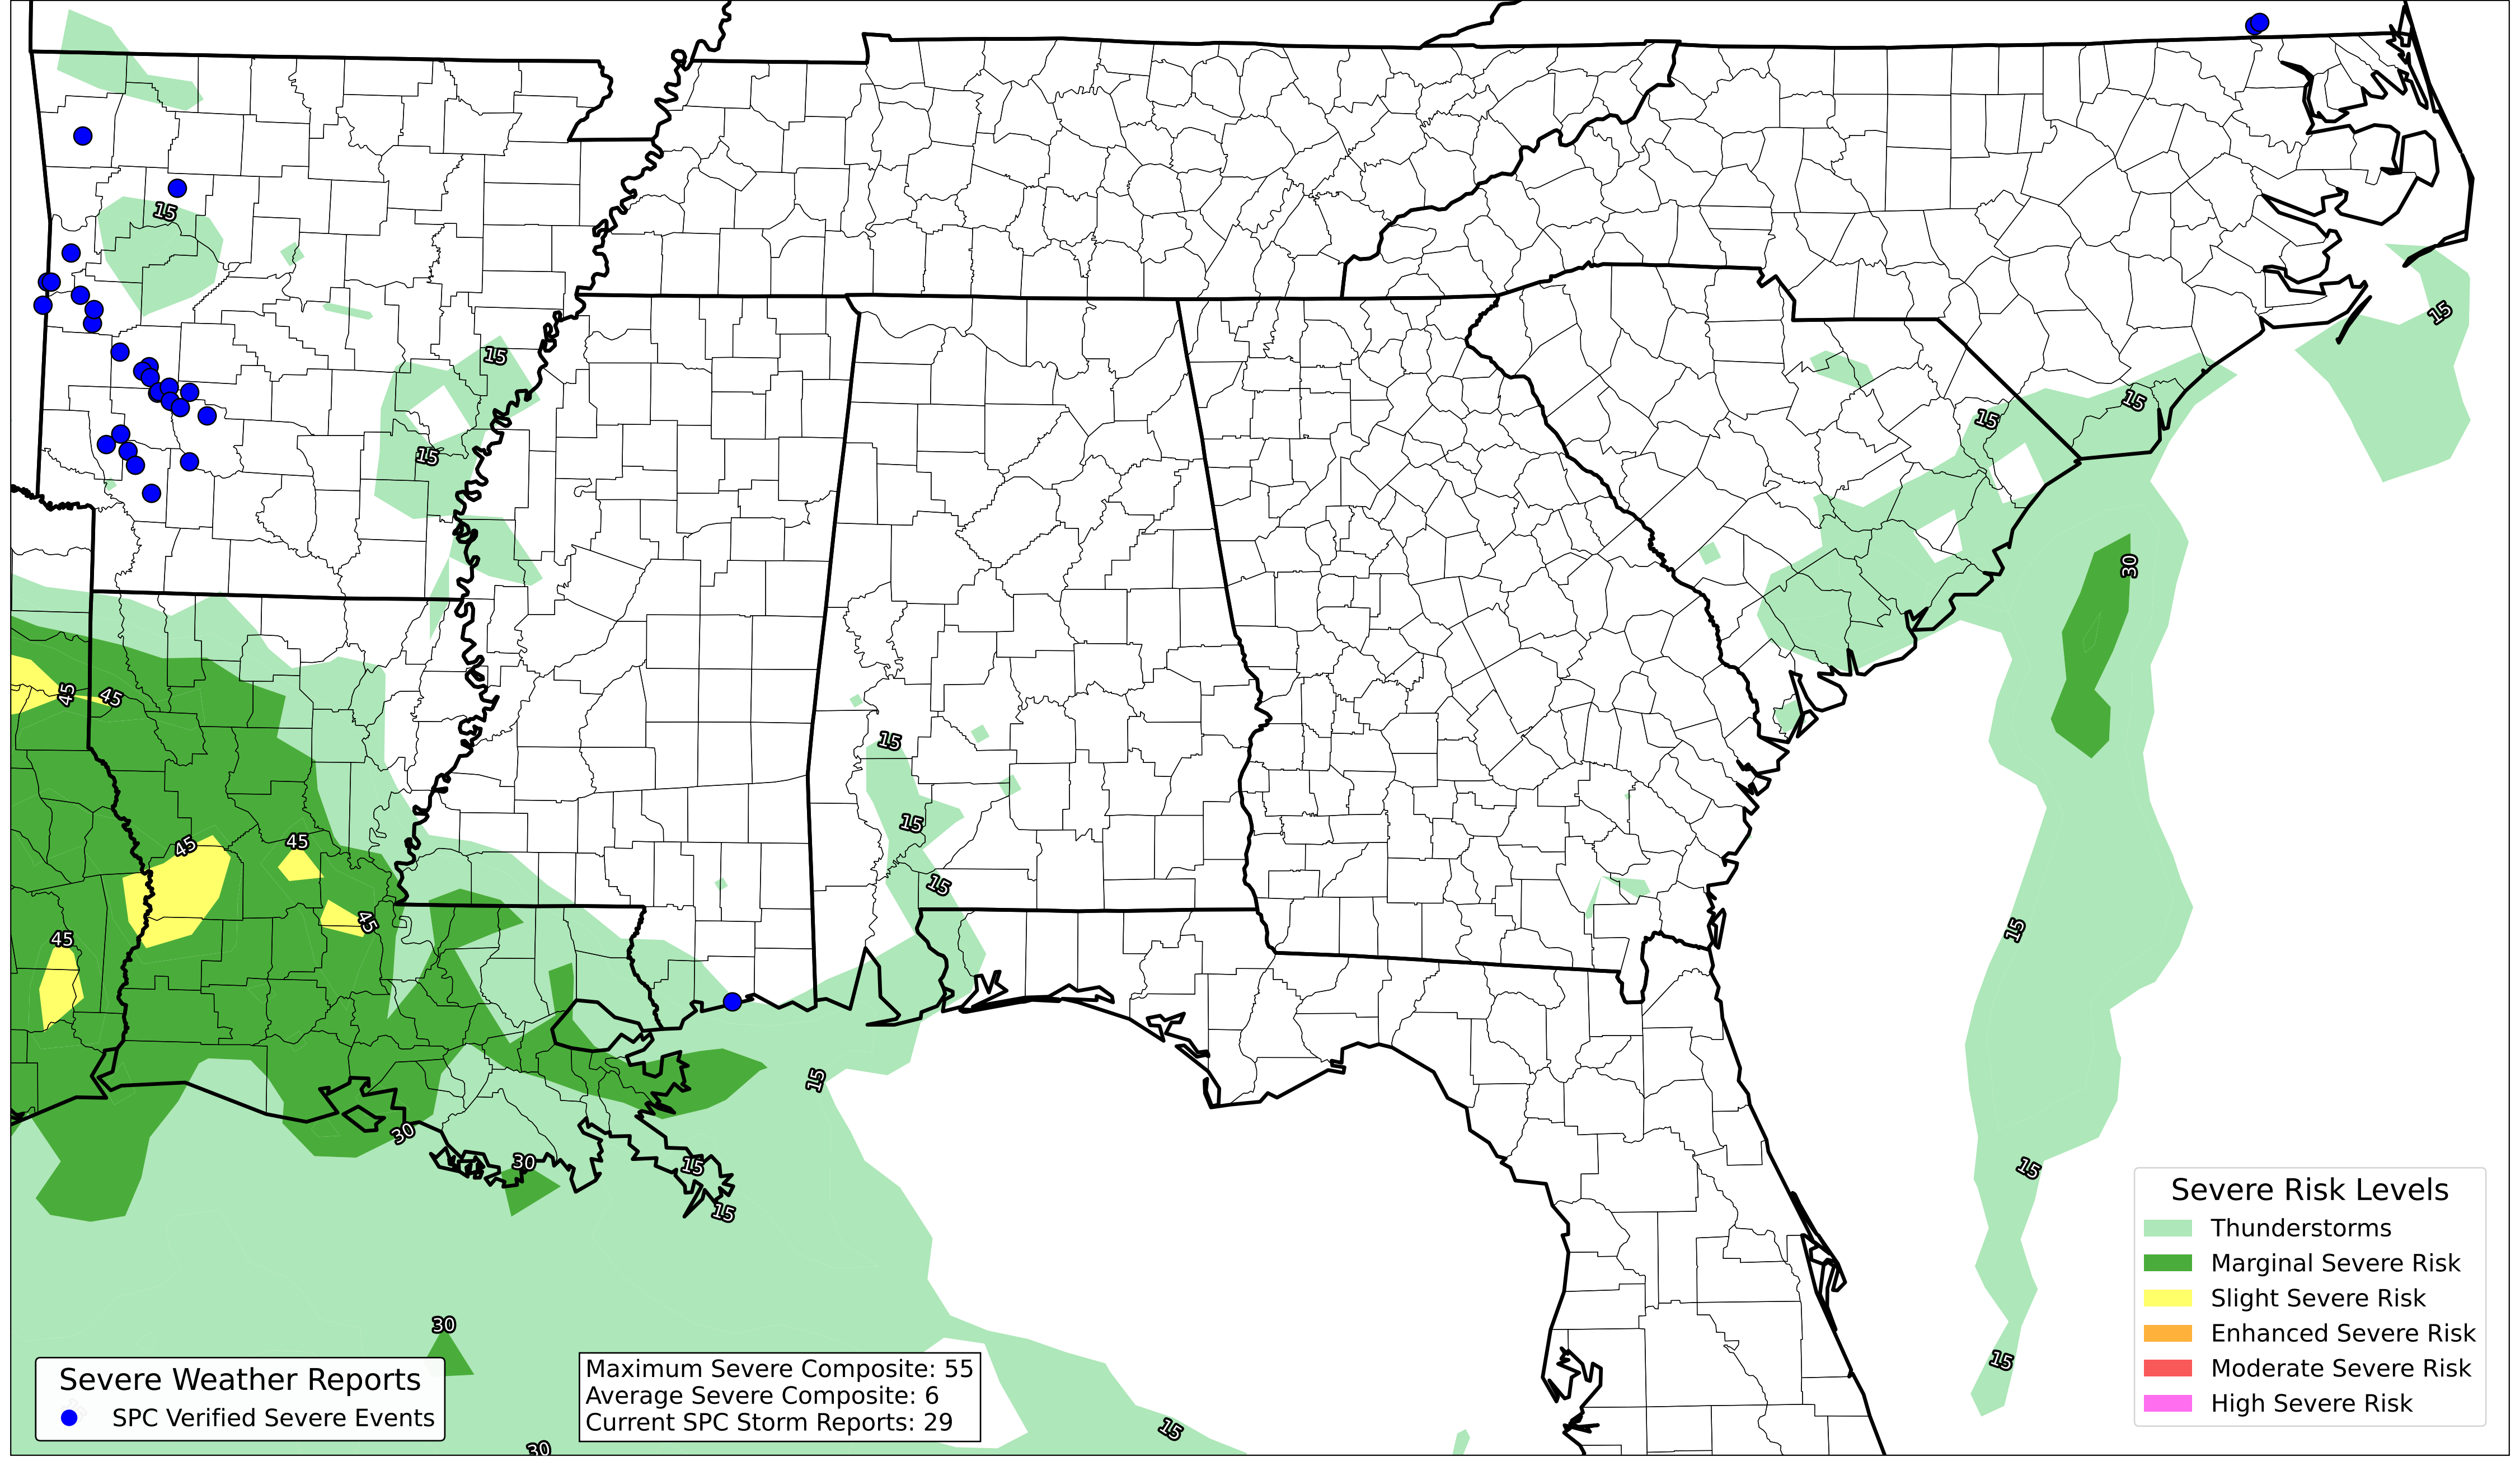 15
15
15
15
15
15
30
45
45
15
15
45
45
15
45
45
15
15
30
30
15
15
15
30
15
15
30
Severe Weather Reports
SPC Verified Severe Events
Maximum Severe Composite: 55
Average Severe Composite: 6
Current SPC Storm Reports: 29
Severe Risk Levels
Thunderstorms
Marginal Severe Risk
Slight Severe Risk
Enhanced Severe Risk
Moderate Severe Risk
High Severe Risk